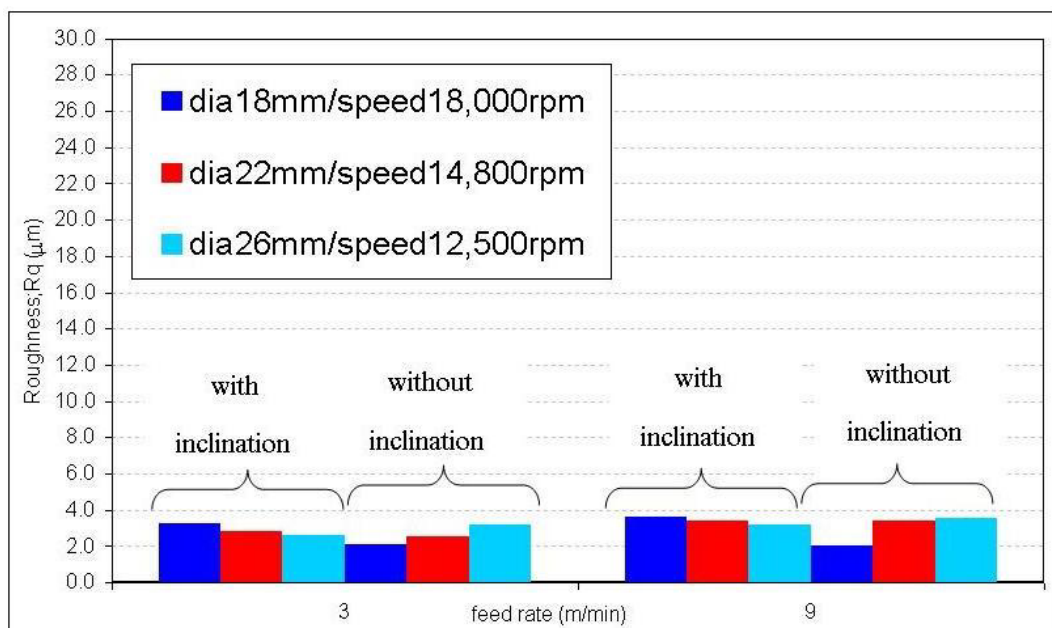 30.0
28.0
26.0
24.0
22.0
20.0
18.0
16.0
14.0
12.0
10.0
8.0
6.0
4.0
2.0
0.0
Roughness;Rq (μm)
dia18mm/speed18,000rpm
dia22mm/speed14,800rpm
dia26mm/speed12,500rpm
with
inclination
without
inclination
with
inclination
without
inclination
3
feed rate (m/min)
9